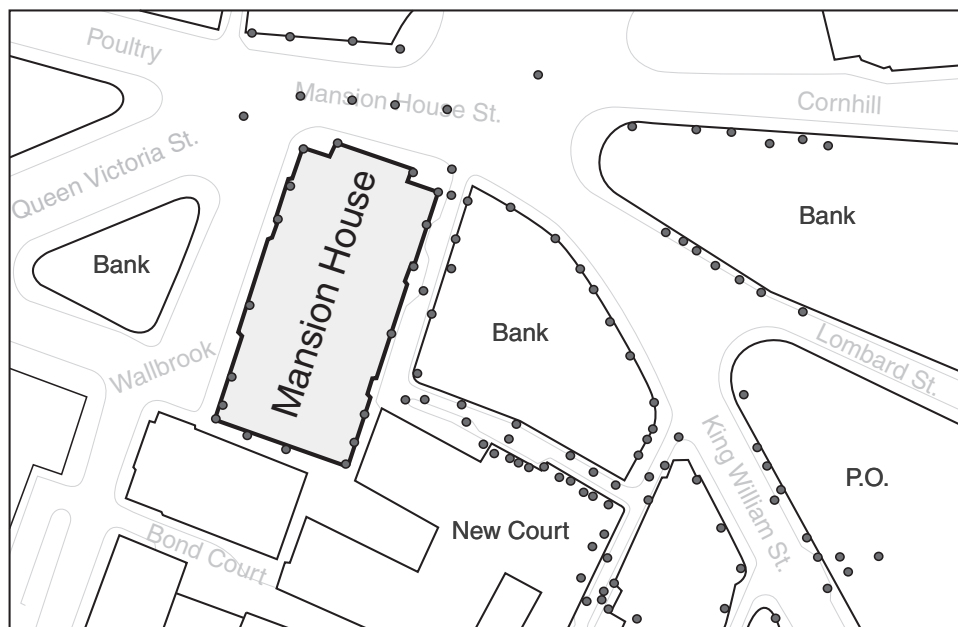 Poultry
Mansion House St.
Cornhill
Queen Victoria St.
Mansion House
Bank
Bank
Bank
Wallbrook
Lombard St.
King William St.
P.O.
New Court
Bond Court